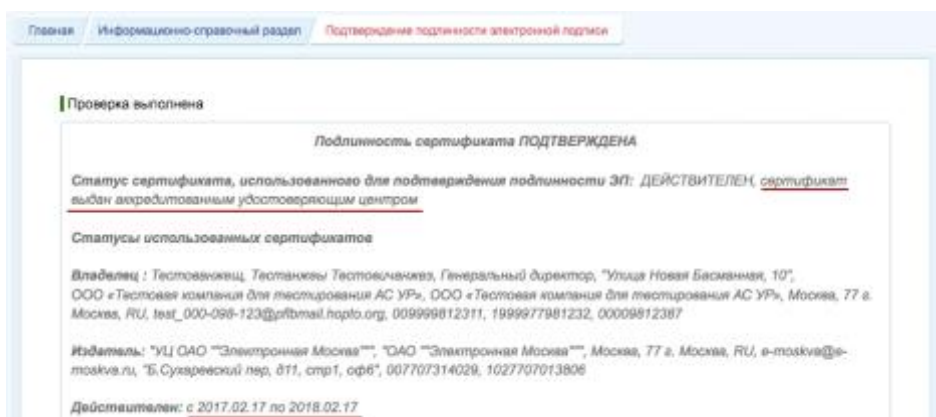 Главная Информационно-справочный раздел Подтверждение подлинности электронной подписи
Проверка выполнена
Подлинность сертификата ПОДТВЕРЖДЕНА
Статус сертификата, использованного для подтверждения подлинности ЭП: ДЕЙСТВИТЕЛЕН, сертификат
выдан аккредитованным удостоверяющим центром
Статусы использованных сертификатов
Владелец : Генеральный директор, "Улица Новая Басманная, 10",
ООО «Тестовая компания для тестирования АС УР», ООО «Тестовая компания для тестирования АС УР», Москва, 77 г.
Москва, RU, test_000-098-123@pfbmail.hopto.org, 009999812311, 1999977981232, 00009812387
Издатель: "УЦ ОАО ""Электронная Москва""", "ОАО ""Электронная Москва""", Москва, 77 г. Москва, RU, e-moskva@e-
moskva.ru, "Б.Сухаревский пер, д11, стр1, оф6", 007707314029, 1027707013806
Действителен: с 2017.02.17 по 2018.02.17